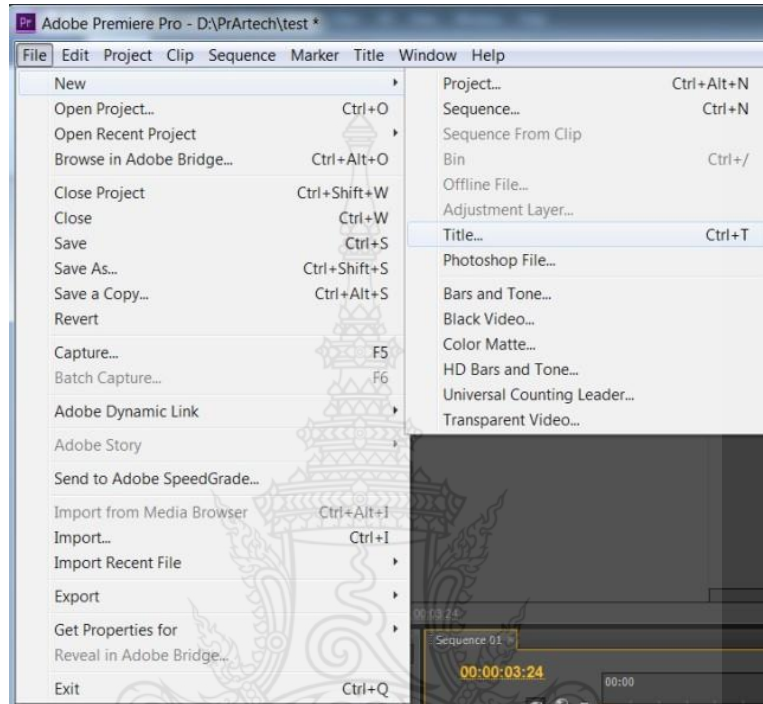 Pr Adobe Premiere Pro - D:\PrArtech\test *
File Edit Project Clip Sequence Marker Title Window Help
New
Open Project... Ctrl+O
Open Recent Project
Browse in Adobe Bridge... Ctrl+Alt+O
Close Project Ctrl+Shift+W
Close Ctrl+W
Save Ctrl+S
Save As... Ctrl+Shift+S
Save a Copy... Ctrl+Alt+S
Revert
Capture... F5
Batch Capture... F6
Adobe Dynamic Link
Adobe Story
Send to Adobe SpeedGrade...
Import from Media Browser Ctrl+Alt+I
Import... Ctrl+I
Import Recent File
Export
Get Properties for
Reveal in Adobe Bridge...
Exit Ctrl+Q
Project... Ctrl+Alt+N
Sequence... Ctrl+N
Sequence From Clip
Bin Ctrl+/
Offline File...
Adjustment Layer...
Title... Ctrl+T
Photoshop File...
Bars and Tone...
Black Video...
Color Matte...
HD Bars and Tone...
Universal Counting Leader...
Transparent Video...
00:03:24
Sequence 01
00:00:03:24
00:00